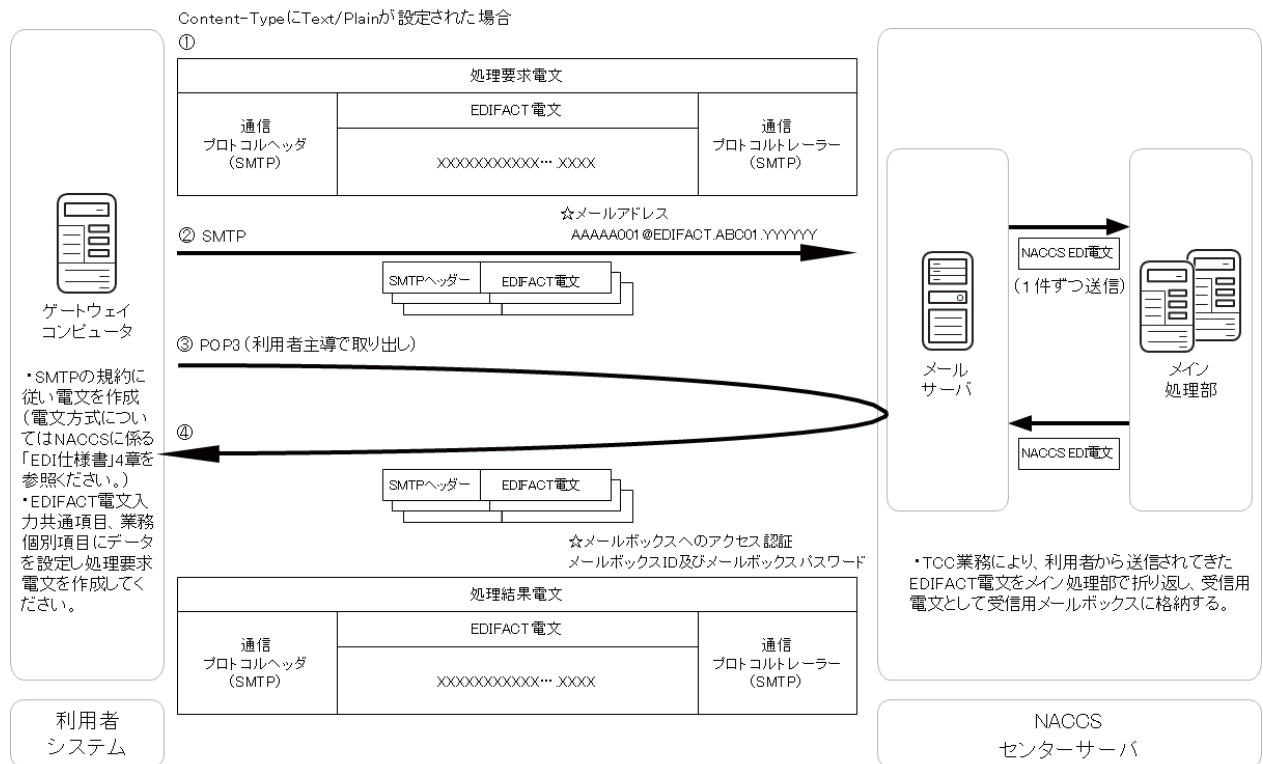 Content-TypeにText/Plainが設定された場合
①
処理要求電文
通信
プロトコルヘッダ
(SMTP)
EDIFACT電文
XXXXXXXXXXX….XXXX
通信
プロトコルトレーラー
(SMTP)
☆メールアドレス
AAAAA001@EDIFACT.ABC01.YYYYYY
② SMTP
SMTPヘッダー
EDIFACT電文
③ POP3(利用者主導で取り出し)
④
SMTPヘッダー
EDIFACT電文
☆メールボックスへのアクセス認証
メールボックスID及びメールボックスパスワード
処理結果電文
通信
プロトコルヘッダ
(SMTP)
EDIFACT電文
XXXXXXXXXXX….XXXX
通信
プロトコルトレーラー
(SMTP)
ゲートウェイ
コンピュータ
・SMTPの規約に
従い電文を作成
(電文方式につい
てはNACCSに係る
「EDI仕様書」4章を
参照ください。)
・EDIFACT電文入
力共通項目、業務
個別項目にデータ
を設定し処理要求
電文を作成してく
ださい。
利用者
システム
メール
サーバ
NACCS EDI電文
(1件ずつ送信)
メイン
処理部
NACCS EDI電文
・TCC業務により、利用者から送信されてきた
EDIFACT電文をメイン処理部で折り返し、受信用
電文として受信用メールボックスに格納する。
NACCS
センターサーバ